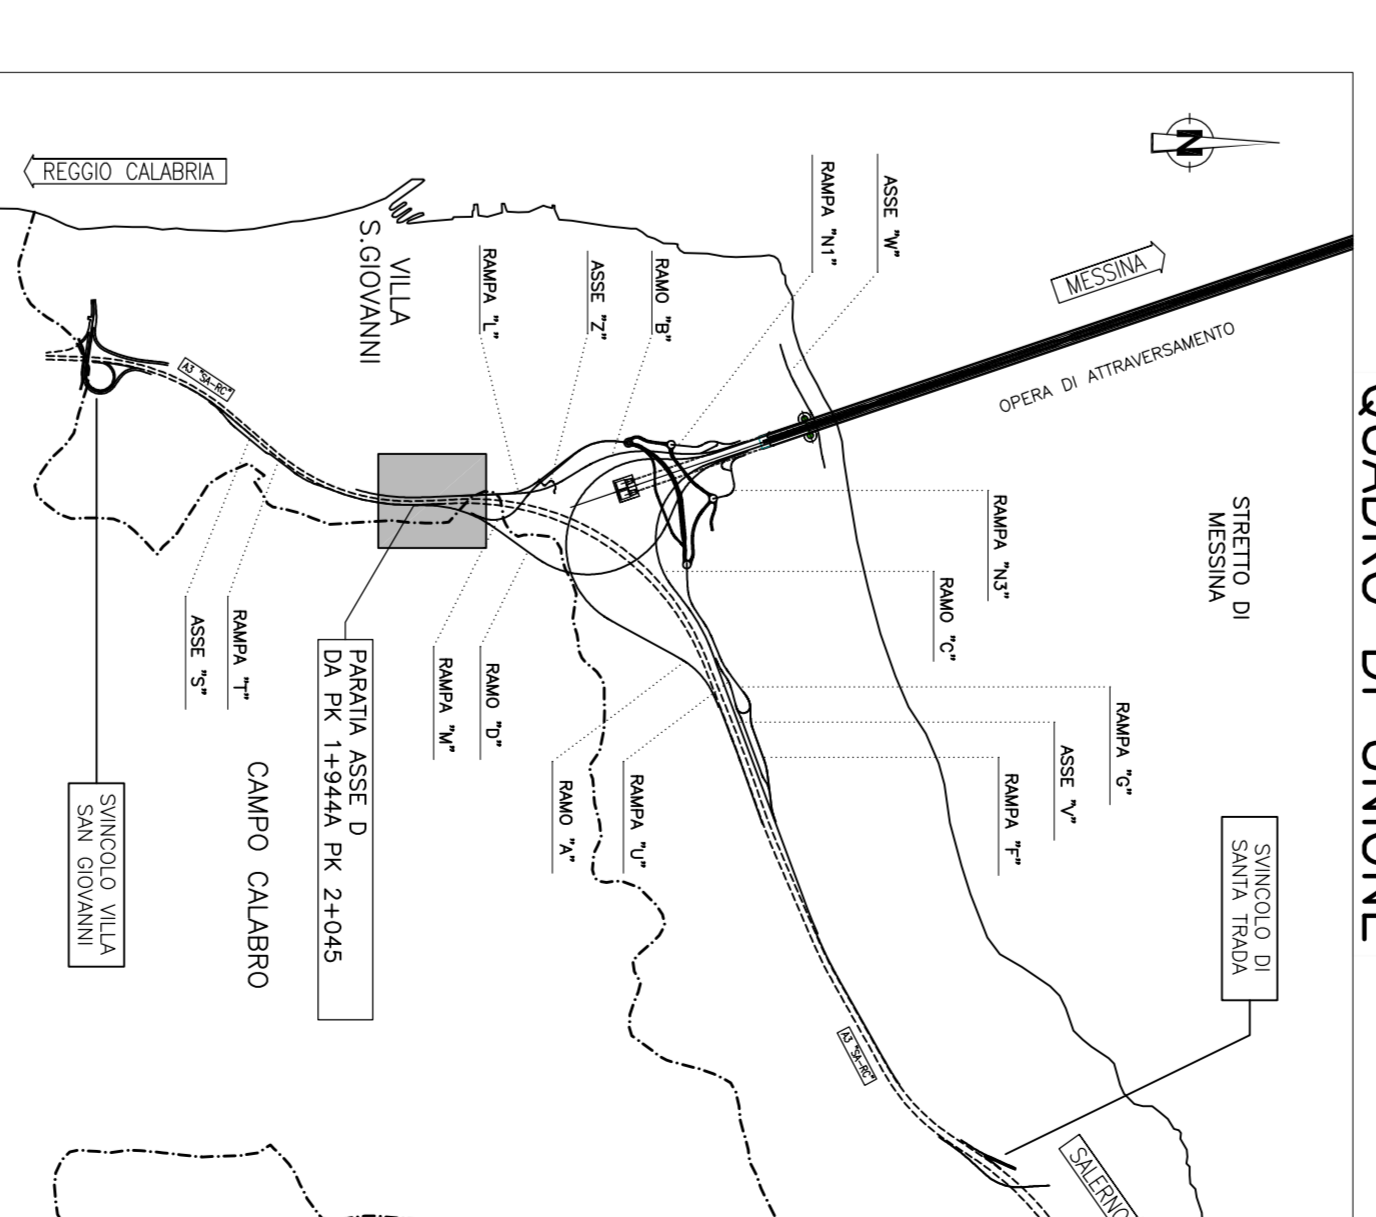 QUADRO DI UNIONE
N
REGGIO CALABRIA
MESSINA
OPERA DI ATTRAVERSAMENTO
STRETTO DI
MESSINA
VILLA
S.GIOVANNI
RAMPA "L"
ASSE "Z"
RAMO "B"
RAMPA "N1"
ASSE "W"
A3 "SA-RC"
RAMPA "N3"
RAMO "C"
RAMPA "G"
ASSE "V"
RAMPA "F"
ASSE "S"
RAMPA "T"
PARATIA ASSE D
DA PK 1+944A PK 2+045
RAMPA "M"
RAMO "D"
RAMO "A"
RAMPA "U"
CAMPO CALABRO
SVINCOLO VILLA
SAN GIOVANNI
SVINCOLO DI
SANTA TRADA
A3 "SA-RC"
SALERNO